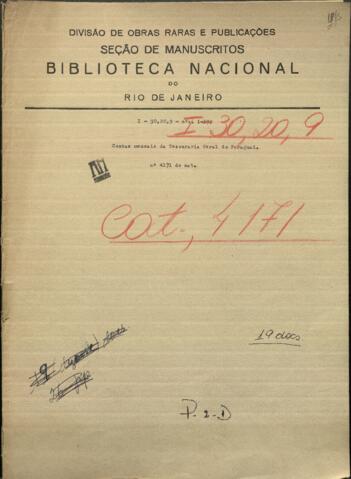 DIVISÃO DE OBRAS RARAS E PUBLICAÇÕES
SEÇÃO DE MANUSCRITOS
BIBLIOTECA NACIONAL
DO
RIO DE JANEIRO
I - 30,20,9
I-30,20,9
Contas mensais da Tesouraria Geral do Paraguai.
nº 4171 do cat.
Cat. 4171
19 docs
P-2-D